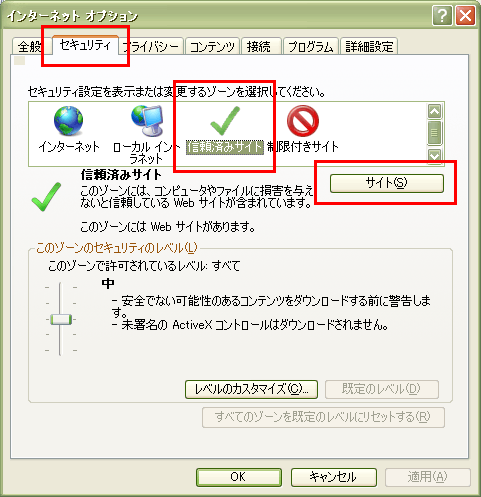 インターネット オプション
全般 セキュリティ プライバシー コンテンツ 接続 プログラム 詳細設定
セキュリティ設定を表示または変更するゾーンを選択してください。
インターネット ローカル イントラネット 信頼済みサイト 制限付きサイト
信頼済みサイト
サイト(S)
このゾーンには、コンピュータやファイルに損害を与え
ないと信頼している Web サイトが含まれています。
このゾーンには Web サイトがあります。
このゾーンのセキュリティのレベル(L)
このゾーンで許可されているレベル: すべて
中
- 安全でない可能性のあるコンテンツをダウンロードする前に警告しま
す。
- 未署名の ActiveX コントロールはダウンロードされません。
レベルのカスタマイズ(C)... 既定のレベル(D)
すべてのゾーンを既定のレベルにリセットする(R)
OK キャンセル 適用(A)